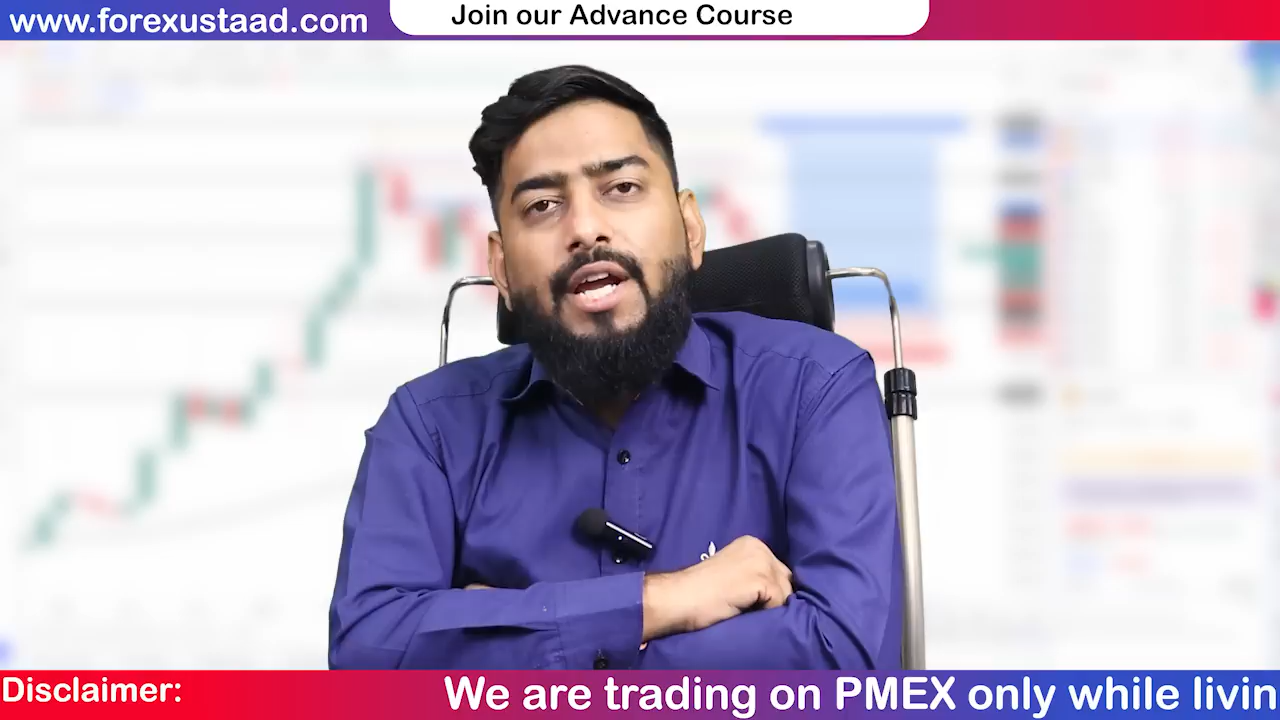 www.forexustaad.com
Join our Advance Course
Disclaimer:
We are trading on PMEX only while livin